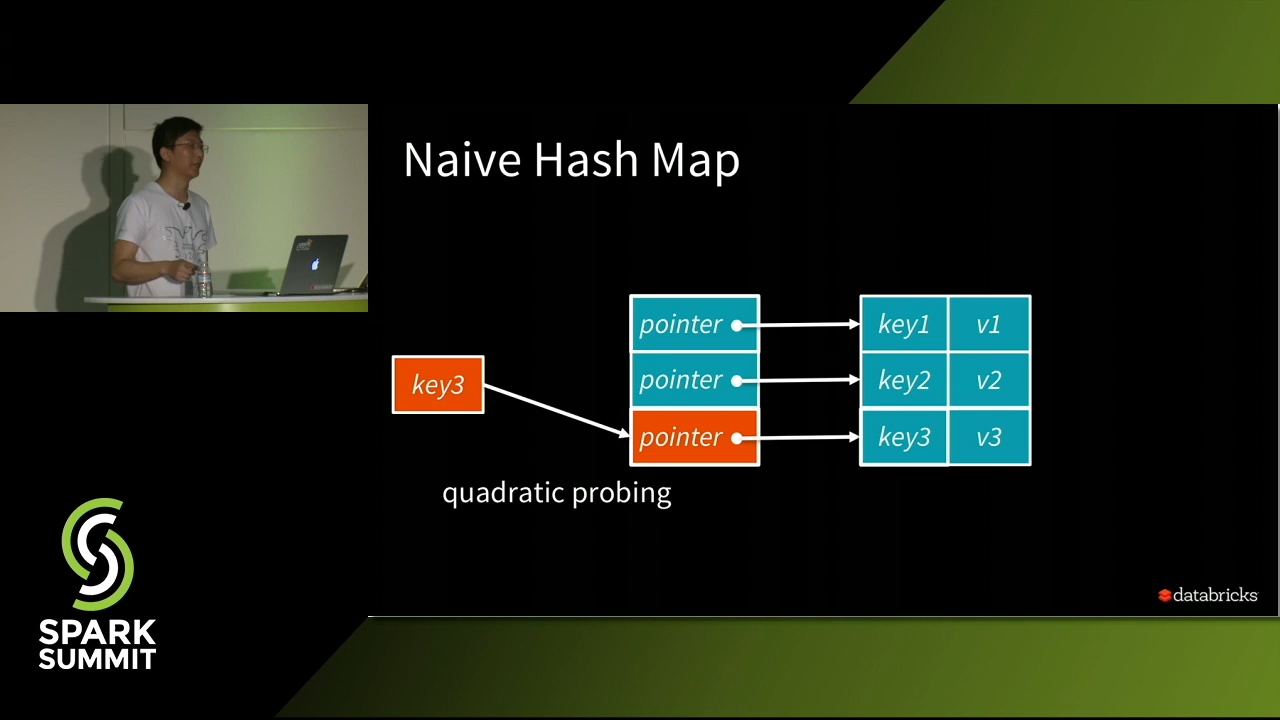 Naive Hash Map
pointer
key1 v1
key3
pointer
key2 v2
pointer
key3 v3
quadratic probing
databricks
SPARK
SUMMIT